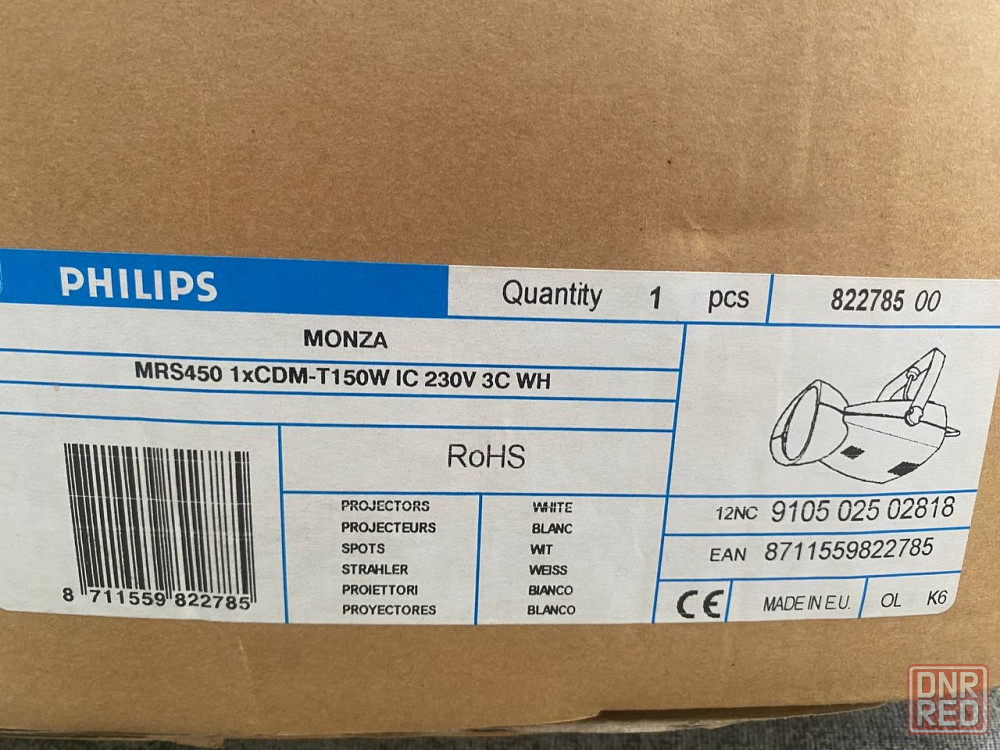 PHILIPS
Quantity 1 pcs
822785 00
MONZA
MRS450 1xCDM-T150W IC 230V 3C WH
RoHS
PROJECTORS WHITE
PROJECTEURS BLANC
SPOTS WIT
STRAHLER WEISS
PROIETTORI BIANCO
PROYECTORES BLANCO
8 711559 822785
12NC 9105 025 02818
EAN 8711559822785
CE
MADE IN E.U.
OL K6
DNR
RED